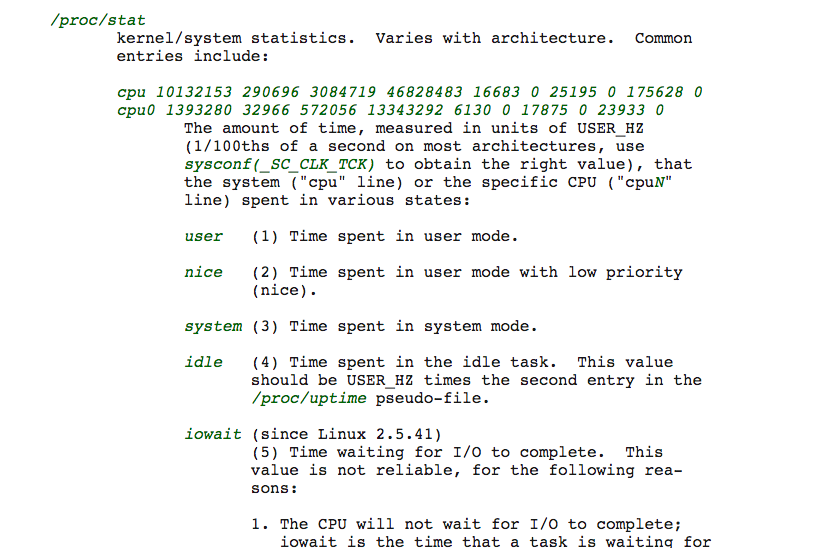 /proc/stat
kernel/system statistics. Varies with architecture. Common
entries include:
cpu 10132153 290696 3084719 46828483 16683 0 25195 0 175628 0
cpu0 1393280 32966 572056 13343292 6130 0 17875 0 23933 0
The amount of time, measured in units of USER_HZ
(1/100ths of a second on most architectures, use
sysconf(_SC_CLK_TCK) to obtain the right value), that
the system ("cpu" line) or the specific CPU ("cpuN"
line) spent in various states:
user (1) Time spent in user mode.
nice (2) Time spent in user mode with low priority
(nice).
system (3) Time spent in system mode.
idle (4) Time spent in the idle task. This value
should be USER_HZ times the second entry in the
/proc/uptime pseudo-file.
iowait (since Linux 2.5.41)
(5) Time waiting for I/O to complete. This
value is not reliable, for the following rea‐
sons:
1. The CPU will not wait for I/O to complete;
iowait is the time that a task is waiting for